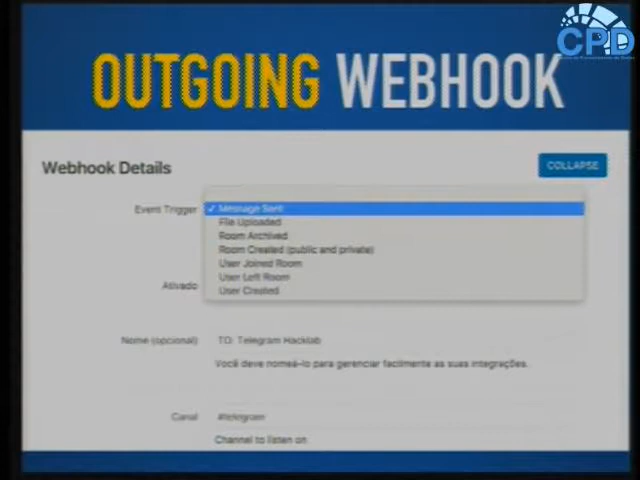 CPD
OUTGOING WEBHOOK
Webhook Details
COLLAPSE
Event Trigger
✓ Message Sent
File Uploaded
Room Archived
Room Created (public and private)
User Joined Room
User Left Room
User Created
Ativado
Nome (opcional)
TO: Telegram Hacklab
Você deve nomeá-lo para gerenciar facilmente as suas integrações.
Canal
#telegram
Channel to listen on